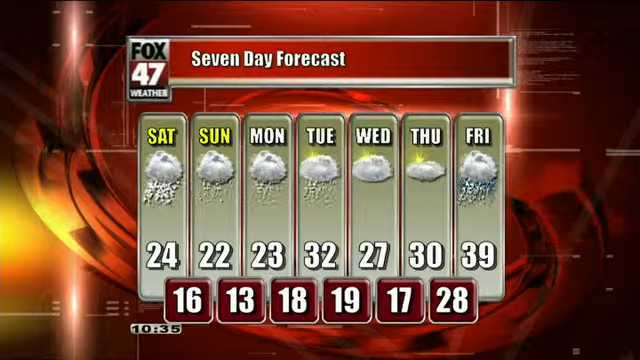 FOX
47
WEATHER
Seven Day Forecast
SAT SUN MON TUE WED THU FRI
24 22 23 32 27 30 39
16 13 18 19 17 28
10:35